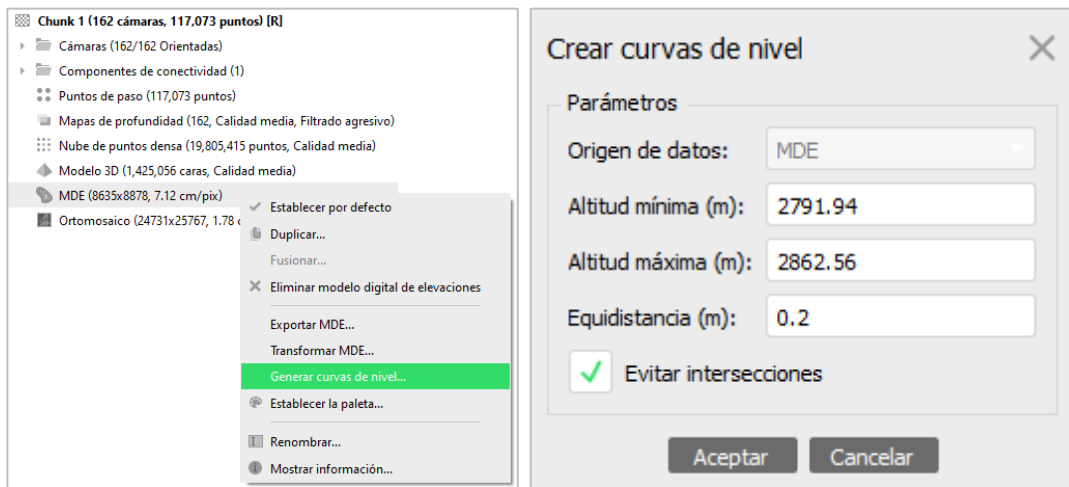 Chunk 1 (162 cámaras, 117,073 puntos) [R]
Cámaras (162/162 Orientadas)
Componentes de conectividad (1)
Puntos de paso (117,073 puntos)
Mapas de profundidad (162, Calidad media, Filtrado agresivo)
Nube de puntos densa (19,805,415 puntos, Calidad media)
Modelo 3D (1,425,056 caras, Calidad media)
MDE (8635x8878, 7.12 cm/pix)
Ortomosaico (24731x25767, 1.78
Establecer por defecto
Duplicar...
Fusionar...
Eliminar modelo digital de elevaciones
Exportar MDE...
Transformar MDE...
Generar curvas de nivel...
Establecer la paleta...
Renombrar...
Mostrar información...
Crear curvas de nivel
Parámetros
Origen de datos: MDE
Altitud mínima (m): 2791.94
Altitud máxima (m): 2862.56
Equidistancia (m): 0.2
Evitar intersecciones
Aceptar Cancelar